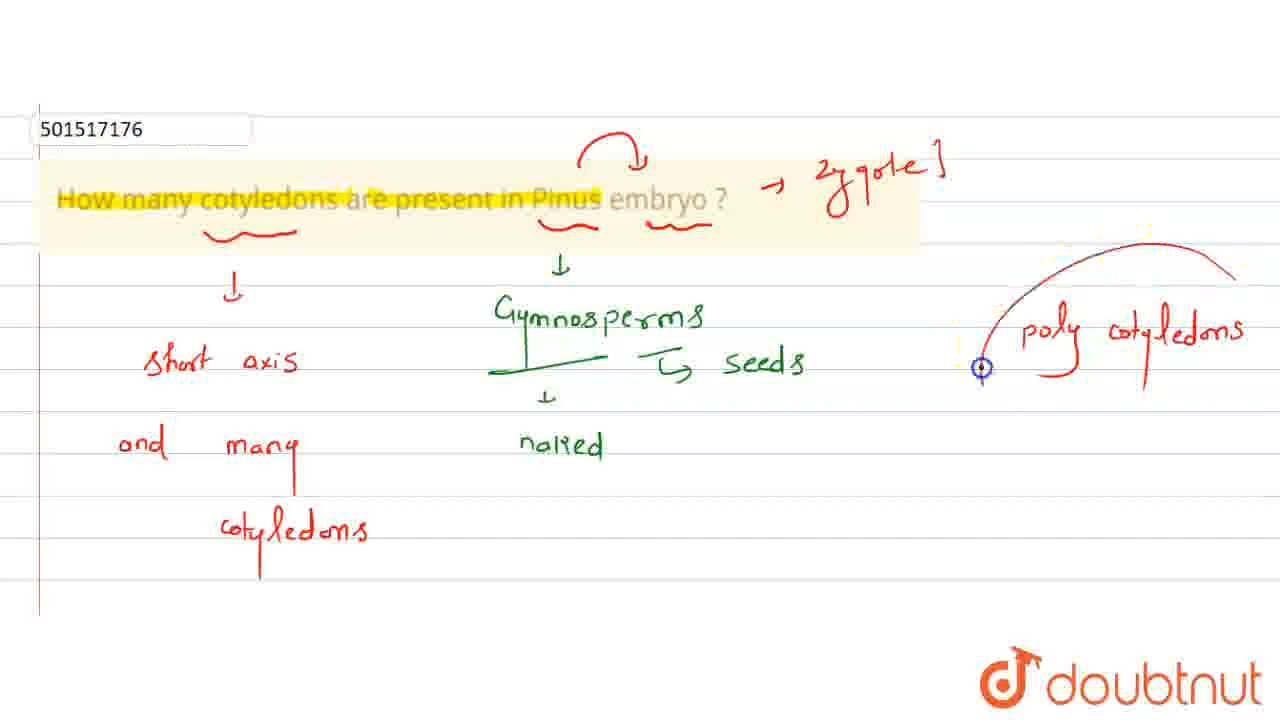 501517176
How many cotyledons are present in Pinus embryo ?
→ zygote]
↓
↓
Gymnosperms
poly cotyledons
short axis
seeds
↓
and many
naked
cotyledons
doubtnut